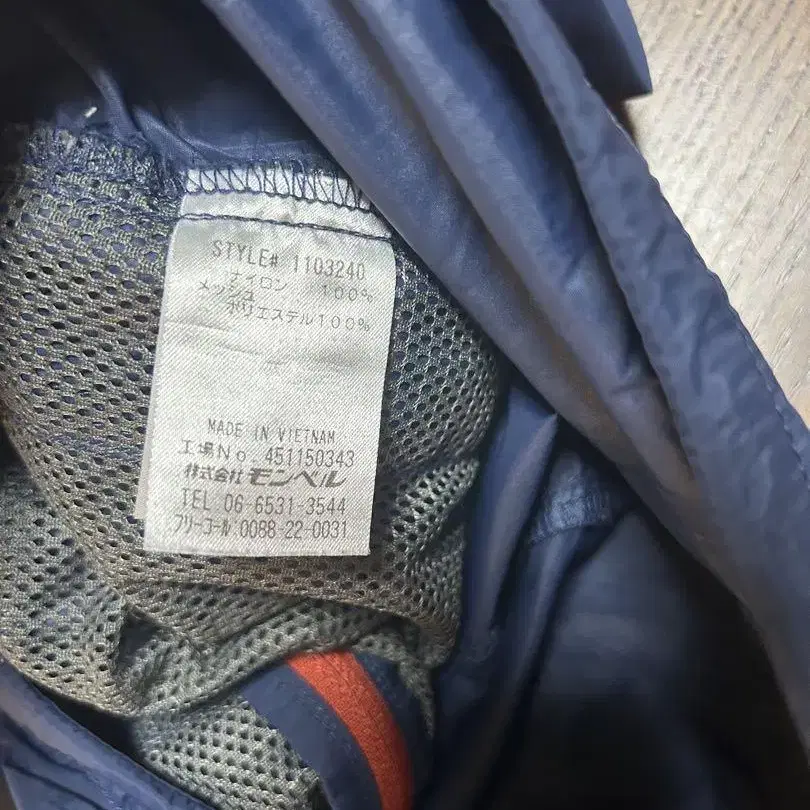 STYLE# 1103240
ナイロン 100%
メッシュ
ポリエステル100%
MADE IN VIETNAM
工場No. 451150343
株式会社 モンベル
TEL 06-6531-3544
フリーコール 0088-22-0031